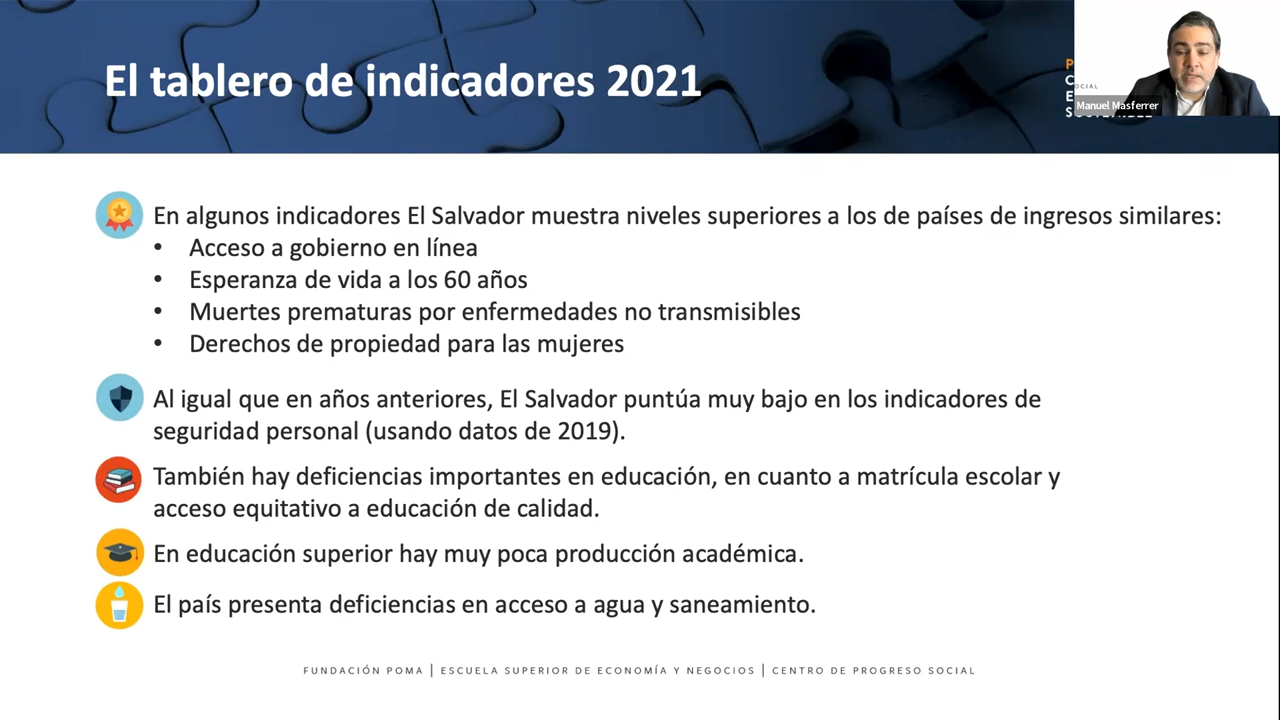 El tablero de indicadores 2021
OCIAL
Manuel Masferrer
En algunos indicadores El Salvador muestra niveles superiores a los de países de ingresos similares:
• Acceso a gobierno en línea
• Esperanza de vida a los 60 años
• Muertes prematuras por enfermedades no transmisibles
• Derechos de propiedad para las mujeres
Al igual que en años anteriores, El Salvador puntúa muy bajo en los indicadores de
seguridad personal (usando datos de 2019).
También hay deficiencias importantes en educación, en cuanto a matrícula escolar y
acceso equitativo a educación de calidad.
En educación superior hay muy poca producción académica.
El país presenta deficiencias en acceso a agua y saneamiento.
FUNDACIÓN POMA | ESCUELA SUPERIOR DE ECONOMÍA Y NEGOCIOS | CENTRO DE PROGRESO SOCIAL